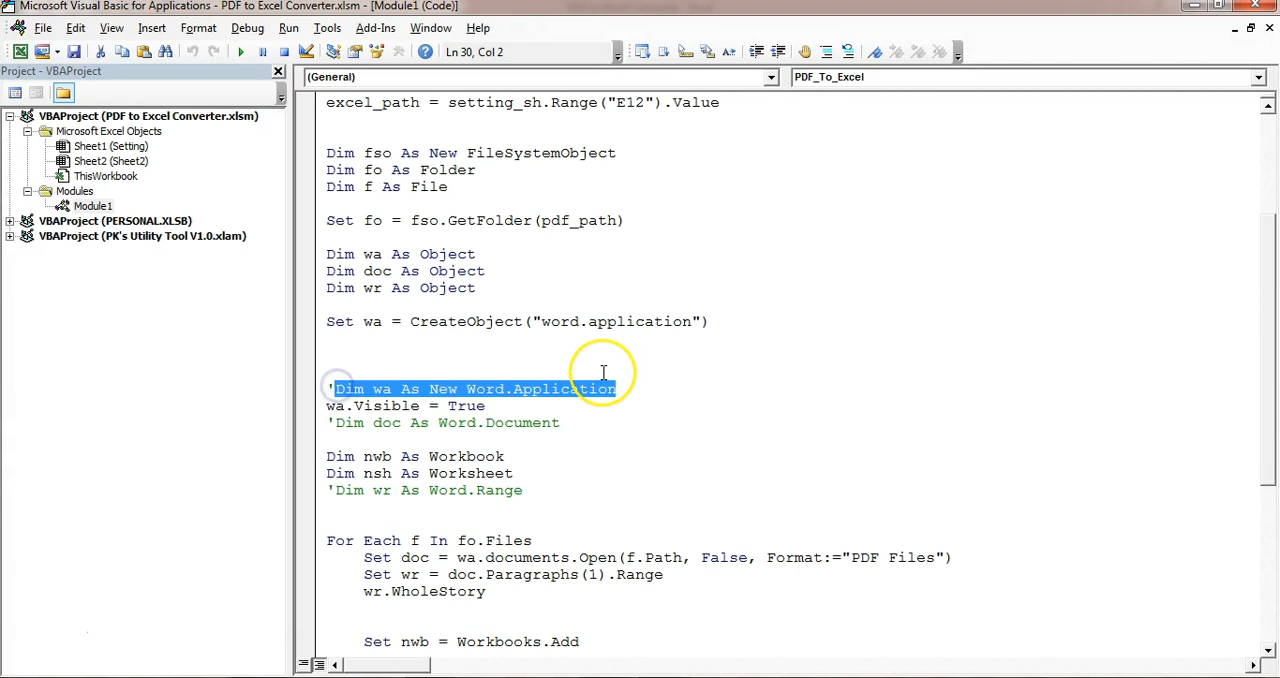 Microsoft Visual Basic for Applications - PDF to Excel Converter.xlsm - [Module1 (Code)]
File Edit View Insert Format Debug Run Tools Add-Ins Window Help
Ln 30, Col 2
Project - VBAProject
(General)
PDF_To_Excel
VBAProject (PDF to Excel Converter.xlsm)
Microsoft Excel Objects
Sheet1 (Setting)
Sheet2 (Sheet2)
ThisWorkbook
Modules
Module1
VBAProject (PERSONAL.XLSB)
VBAProject (PK's Utility Tool V1.0.xlam)
excel_path = setting_sh.Range("E12").Value
Dim fso As New FileSystemObject
Dim fo As Folder
Dim f As File
Set fo = fso.GetFolder(pdf_path)
Dim wa As Object
Dim doc As Object
Dim wr As Object
Set wa = CreateObject("word.application")
'Dim wa As New Word.Application
wa.Visible = True
'Dim doc As Word.Document
Dim nwb As Workbook
Dim nsh As Worksheet
'Dim wr As Word.Range
For Each f In fo.Files
Set doc = wa.documents.Open(f.Path, False, Format:="PDF Files")
Set wr = doc.Paragraphs(1).Range
wr.WholeStory
Set nwb = Workbooks.Add